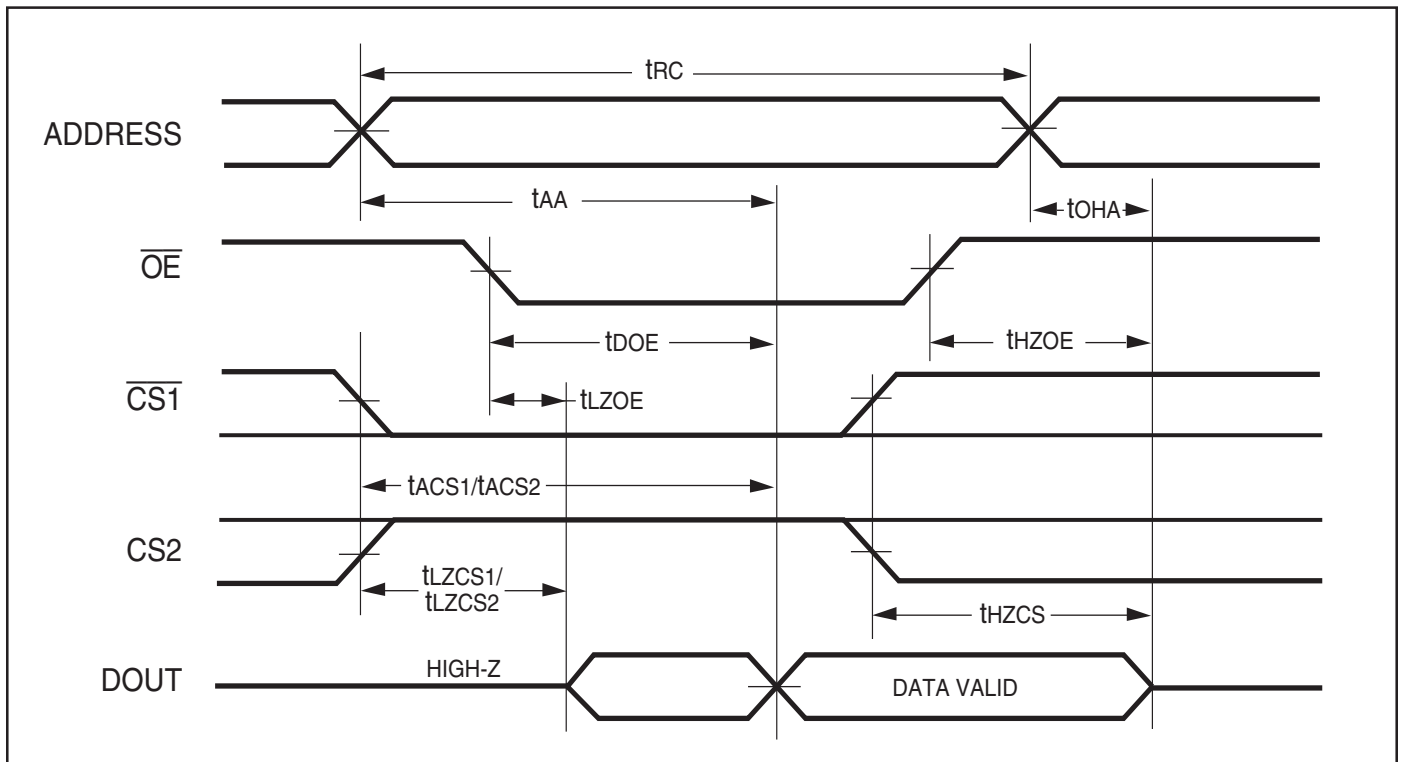 tRC
ADDRESS
tAA
tOHA
OE
tDOE
tHZOE
CS1
tLZOE
tACS1/tACS2
CS2
tLZCS1/
tLZCS2
tHZCS
HIGH-Z
DOUT
DATA VALID